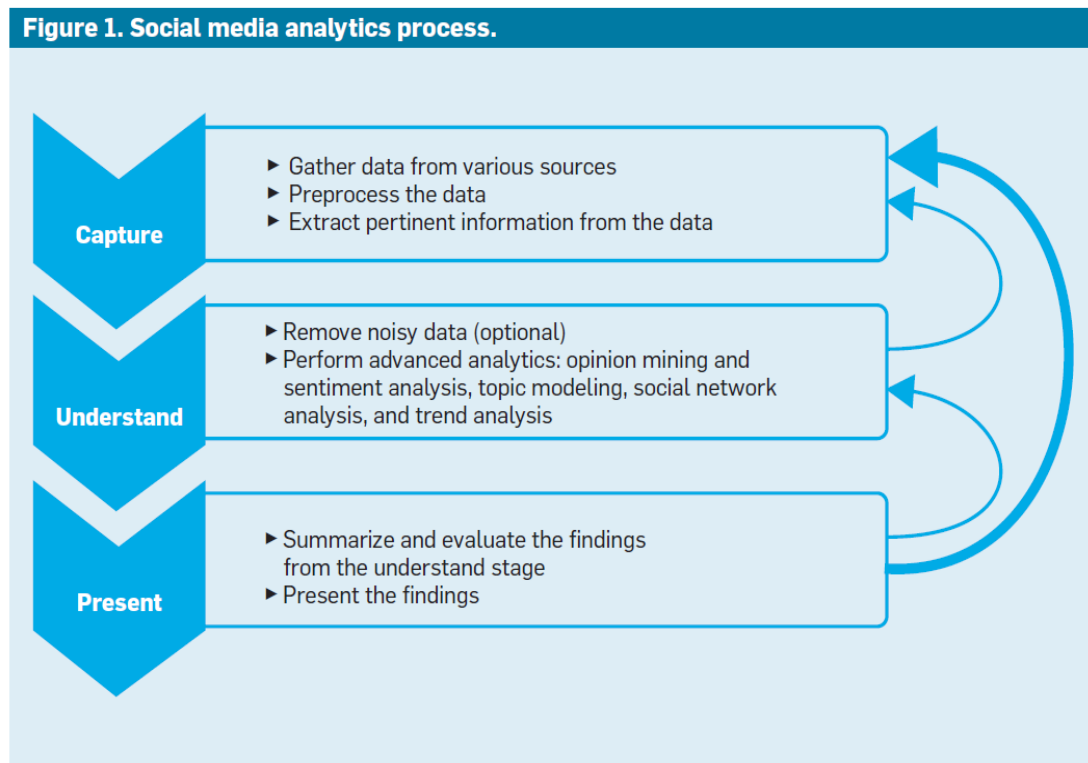 Figure 1. Social media analytics process.
Capture
▸ Gather data from various sources
▸ Preprocess the data
▸ Extract pertinent information from the data
Understand
▸ Remove noisy data (optional)
▸ Perform advanced analytics: opinion mining and
sentiment analysis, topic modeling, social network
analysis, and trend analysis
Present
▸ Summarize and evaluate the findings
from the understand stage
▸ Present the findings